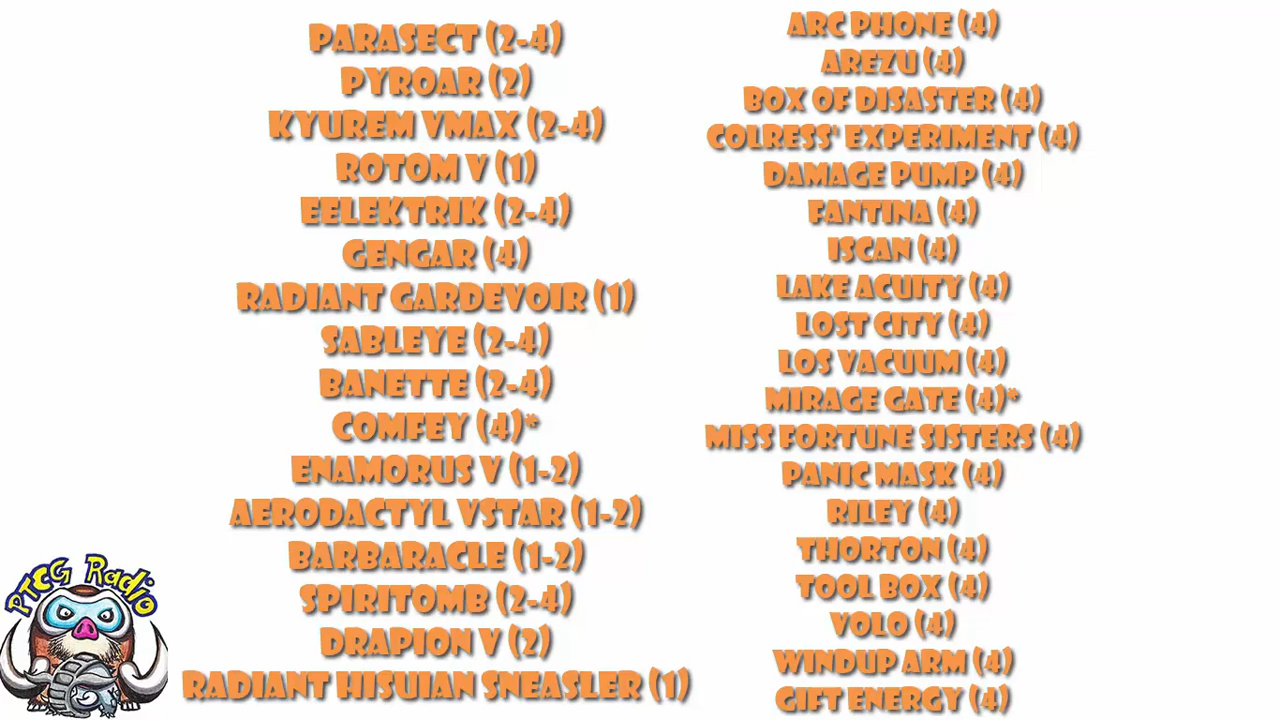 PARASECT (2-4)
PYROAR (2)
KYUREM VMAX (2-4)
ROTOM V (1)
EELEKTRIK (2-4)
GENGAR (4)
RADIANT GARDEVOIR (1)
SABLEYE (2-4)
BANETTE (2-4)
COMFEY (4)*
ENAMORUS V (1-2)
AERODACTYL VSTAR (1-2)
BARBARACLE (1-2)
SPIRITOMB (2-4)
DRAPION V (2)
RADIANT HISUIAN SNEASLER (1)
ARC PHONE (4)
AREZU (4)
BOX OF DISASTER (4)
COLRESS' EXPERIMENT (4)
DAMAGE PUMP (4)
FANTINA (4)
ISCAN (4)
LAKE ACUITY (4)
LOST CITY (4)
LOS VACUUM (4)
MIRAGE GATE (4)*
MISS FORTUNE SISTERS (4)
PANIC MASK (4)
RILEY (4)
THORTON (4)
TOOL BOX (4)
VOLO (4)
WINDUP ARM (4)
GIFT ENERGY (4)
PTCG Radio